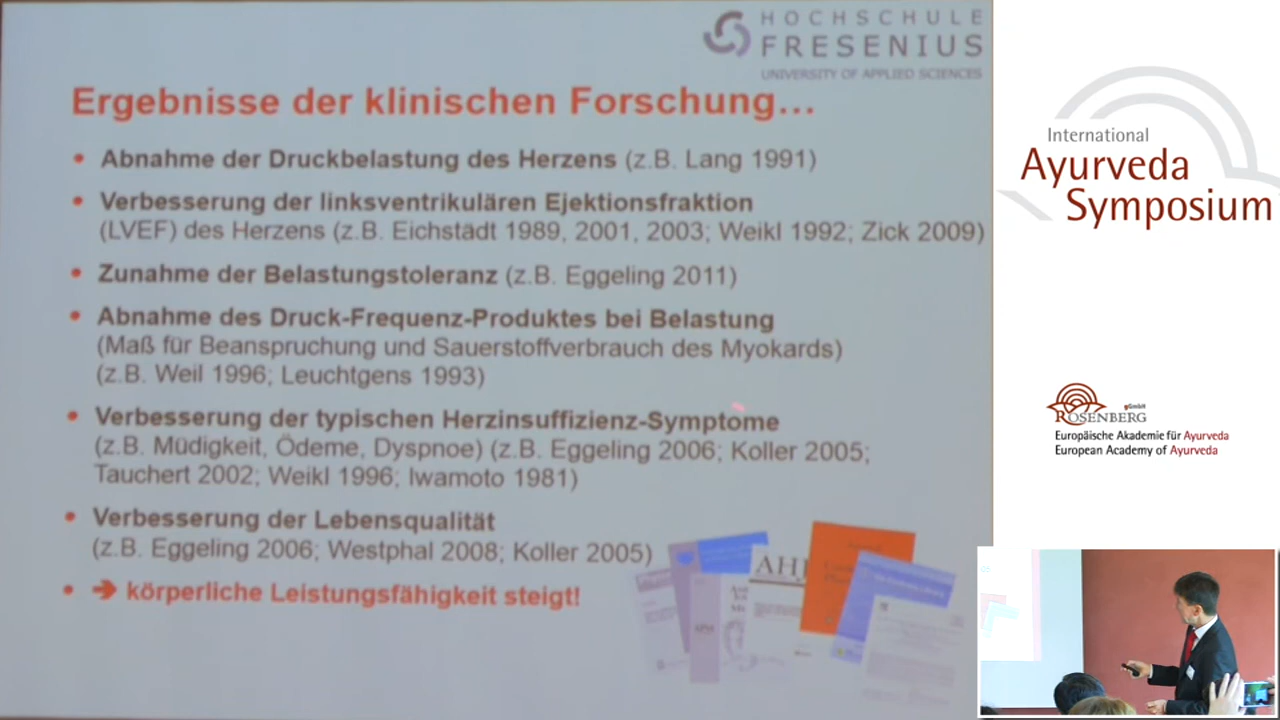 HOCHSCHULE
FRESENIUS
UNIVERSITY OF APPLIED SCIENCES
Ergebnisse der klinischen Forschung...
• Abnahme der Druckbelastung des Herzens (z.B. Lang 1991)
• Verbesserung der linksventrikulären Ejektionsfraktion
(LVEF) des Herzens (z.B. Eichstädt 1989, 2001, 2003; Weikl 1992; Zick 2009)
• Zunahme der Belastungstoleranz (z.B. Eggeling 2011)
• Abnahme des Druck-Frequenz-Produktes bei Belastung
(Maß für Beanspruchung und Sauerstoffverbrauch des Myokards)
(z.B. Weil 1996; Leuchtgens 1993)
• Verbesserung der typischen Herzinsuffizienz-Symptome
(z.B. Müdigkeit, Ödeme, Dyspnoe) (z.B. Eggeling 2006; Koller 2005;
Tauchert 2002; Weikl 1996; Iwamoto 1981)
• Verbesserung der Lebensqualität
(z.B. Eggeling 2006; Westphal 2008; Koller 2005)
• ➔ körperliche Leistungsfähigkeit steigt!
International
Ayurveda
Symposium
gGmbH
ROSENBERG
Europäische Akademie für Ayurveda
European Academy of Ayurveda